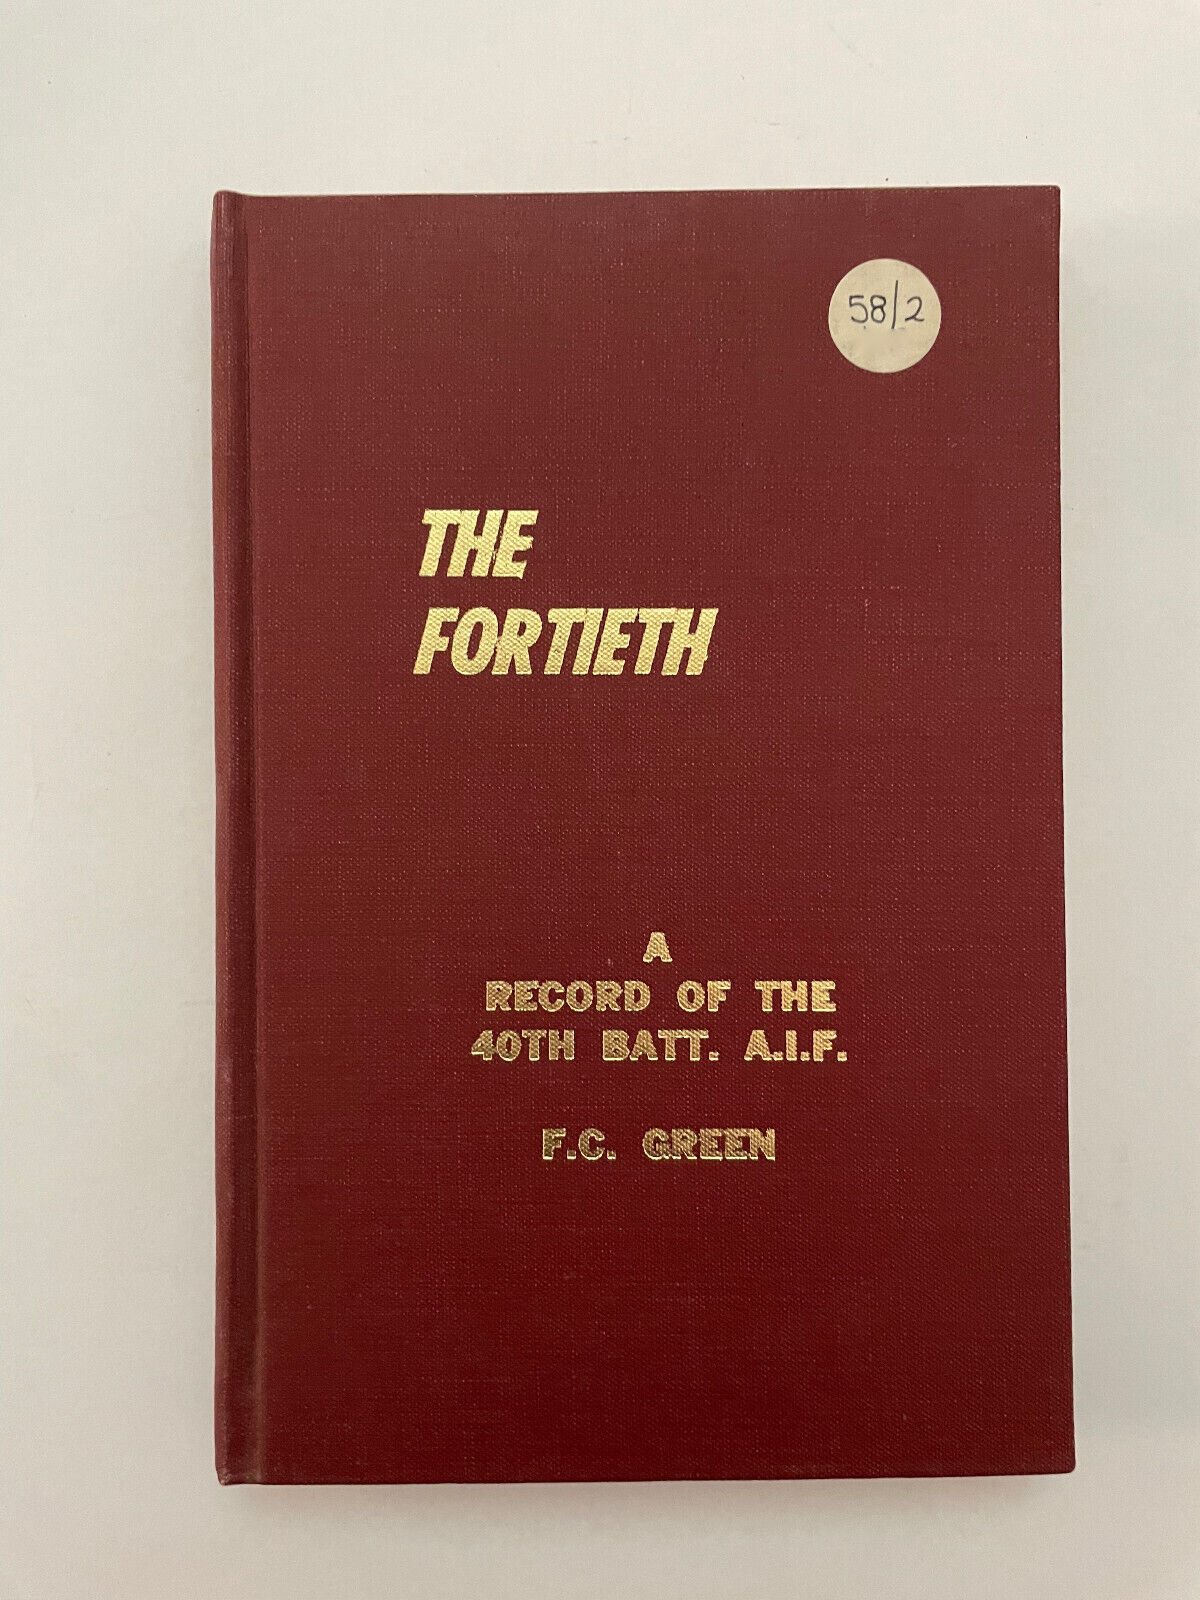 58/2
THE
FORTIETH
A
RECORD OF THE
40TH BATT. A.I.F.
F.C. GREEN